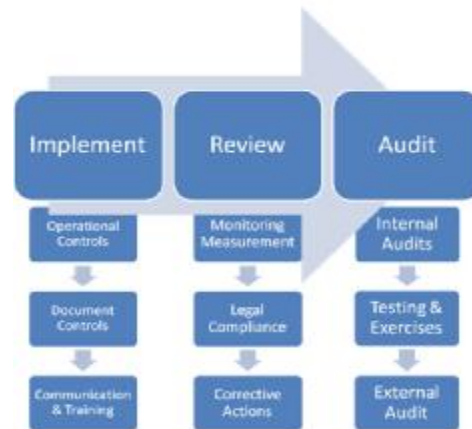 Implement
Review
Audit
Operational
Controls
Monitoring
Measurement
Internal
Audits
Document
Controls
Legal
Compliance
Testing &
Exercises
Communication
& Training
Corrective
Actions
External
Audit